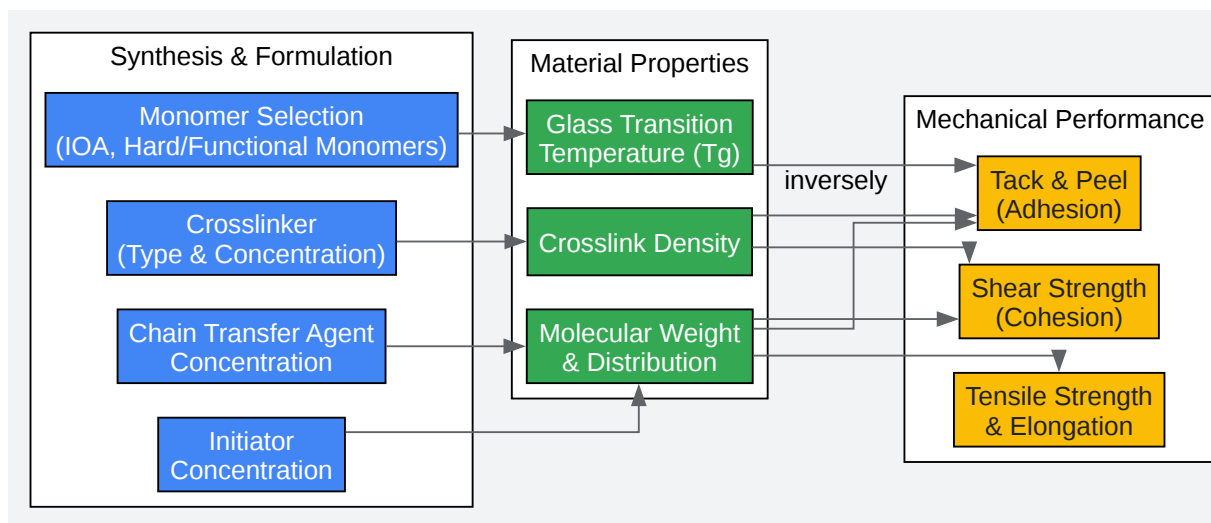 Synthesis & Formulation
Monomer Selection
(IOA, Hard/Functional Monomers)
Crosslinker
(Type & Concentration)
Chain Transfer Agent
Concentration
Initiator
Concentration
Material Properties
Glass Transition
Temperature (Tg)
Crosslink Density
Molecular Weight
& Distribution
inversely
Mechanical Performance
Tack & Peel
(Adhesion)
Shear Strength
(Cohesion)
Tensile Strength
& Elongation